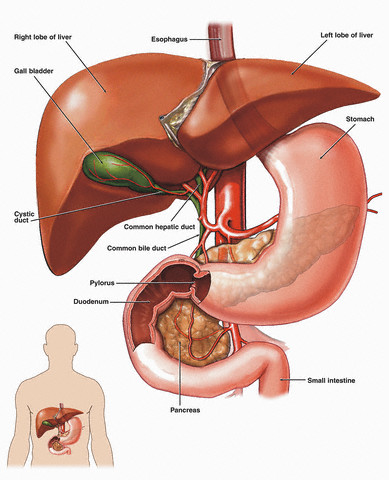 Esophagus
Right lobe of liver
Left lobe of liver
Gall bladder
Stomach
Cystic
duct
Common hepatic duct
Common bile duct
Pylorus
Duodenum
Small intestine
Pancreas